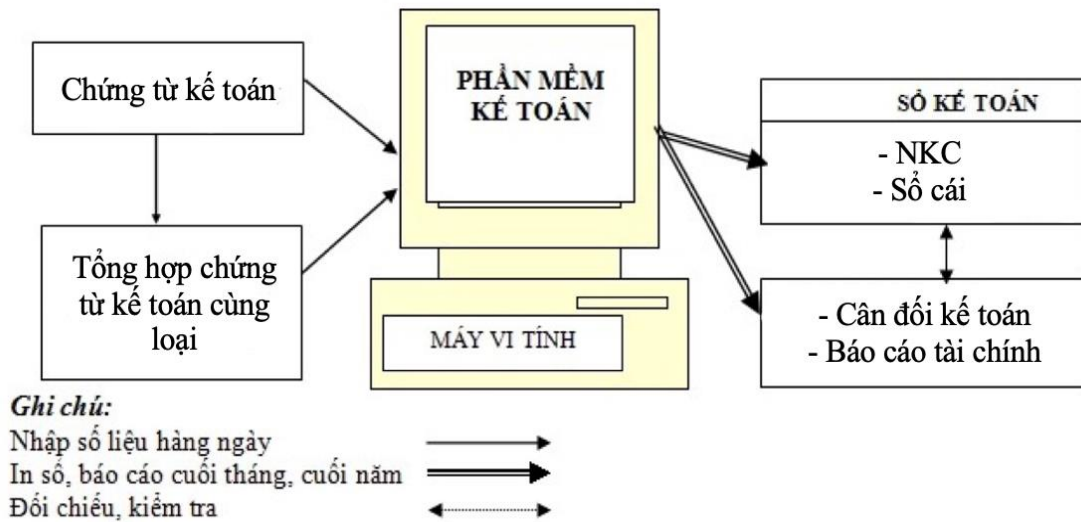 Chứng từ kế toán
Tổng hợp chứng
từ kế toán cùng
loại
PHẦN MỀM
KẾ TOÁN
MÁY VI TÍNH
SỔ KẾ TOÁN
- NKC
- Sổ cái
- Cân đối kế toán
- Báo cáo tài chính
Ghi chú:
Nhập số liệu hàng ngày
In sổ, báo cáo cuối tháng, cuối năm
Đối chiếu, kiểm tra